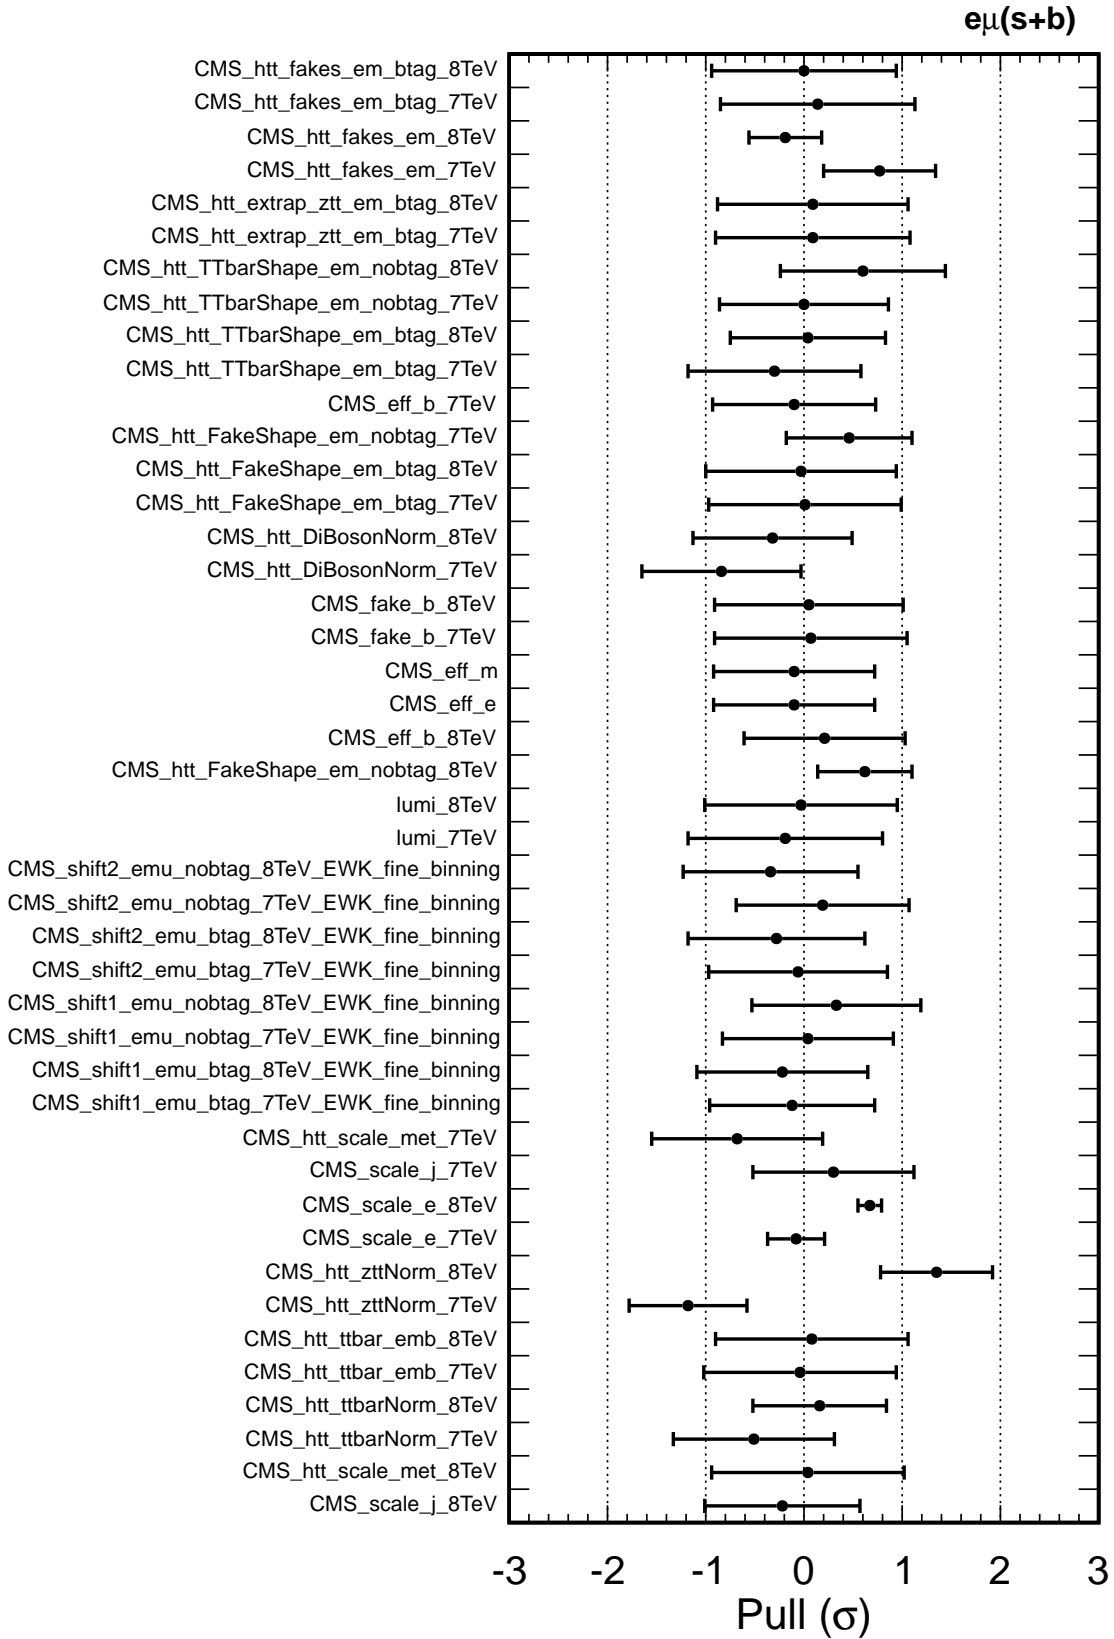 eμ(s+b)
CMS_htt_fakes_em_btag_8TeV
CMS_htt_fakes_em_btag_7TeV
CMS_htt_fakes_em_8TeV
CMS_htt_fakes_em_7TeV
CMS_htt_extrap_ztt_em_btag_8TeV
CMS_htt_extrap_ztt_em_btag_7TeV
CMS_htt_TTbarShape_em_nobtag_8TeV
CMS_htt_TTbarShape_em_nobtag_7TeV
CMS_htt_TTbarShape_em_btag_8TeV
CMS_htt_TTbarShape_em_btag_7TeV
CMS_eff_b_7TeV
CMS_htt_FakeShape_em_nobtag_7TeV
CMS_htt_FakeShape_em_btag_8TeV
CMS_htt_FakeShape_em_btag_7TeV
CMS_htt_DiBosonNorm_8TeV
CMS_htt_DiBosonNorm_7TeV
CMS_fake_b_8TeV
CMS_fake_b_7TeV
CMS_eff_m
CMS_eff_e
CMS_eff_b_8TeV
CMS_htt_FakeShape_em_nobtag_8TeV
lumi_8TeV
lumi_7TeV
CMS_shift2_emu_nobtag_8TeV_EWK_fine_binning
CMS_shift2_emu_nobtag_7TeV_EWK_fine_binning
CMS_shift2_emu_btag_8TeV_EWK_fine_binning
CMS_shift2_emu_btag_7TeV_EWK_fine_binning
CMS_shift1_emu_nobtag_8TeV_EWK_fine_binning
CMS_shift1_emu_nobtag_7TeV_EWK_fine_binning
CMS_shift1_emu_btag_8TeV_EWK_fine_binning
CMS_shift1_emu_btag_7TeV_EWK_fine_binning
CMS_htt_scale_met_7TeV
CMS_scale_j_7TeV
CMS_scale_e_8TeV
CMS_scale_e_7TeV
CMS_htt_zttNorm_8TeV
CMS_htt_zttNorm_7TeV
CMS_htt_ttbar_emb_8TeV
CMS_htt_ttbar_emb_7TeV
CMS_htt_ttbarNorm_8TeV
CMS_htt_ttbarNorm_7TeV
CMS_htt_scale_met_8TeV
CMS_scale_j_8TeV
-3 -2 -1 0 1 2 3
Pull (σ)